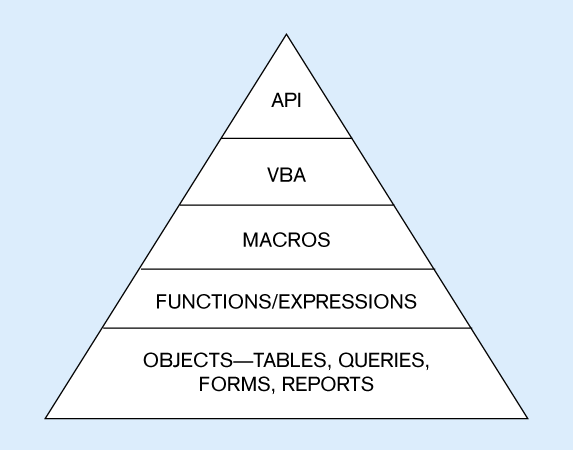 API
VBA
MACROS
FUNCTIONS/EXPRESSIONS
OBJECTS—TABLES, QUERIES,
FORMS, REPORTS